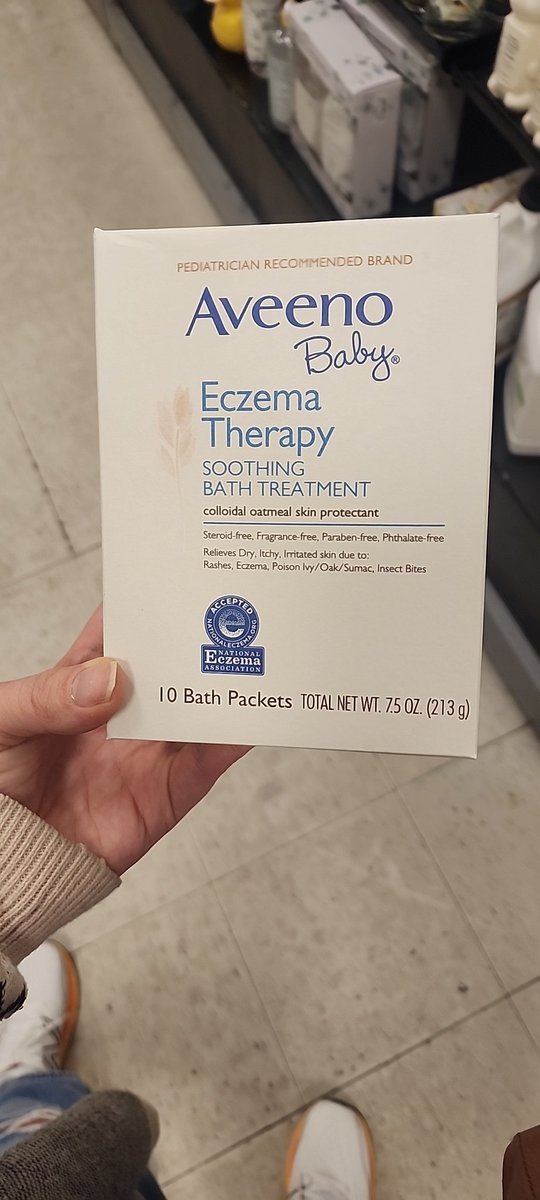 PEDIATRICIAN RECOMMENDED BRAND
Aveeno
Baby®
Eczema
Therapy
SOOTHING
BATH TREATMENT
colloidal oatmeal skin protectant
Steroid-free, Fragrance-free, Paraben-free, Phthalate-free
Relieves Dry, Itchy, Irritated skin due to:
Rashes, Eczema, Poison Ivy/Oak/Sumac, Insect Bites
ACCEPTED
NATIONALECZEMA.ORG
NATIONAL
Eczema
ASSOCIATION
10 Bath Packets TOTAL NET WT. 7.5 OZ. (213 g)